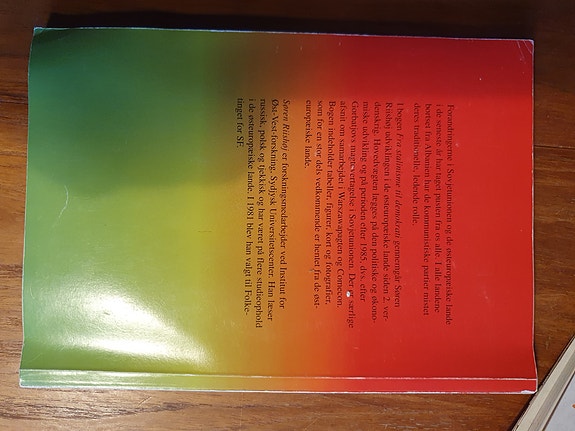 Forandringerne i Sovjetunionen og de østeuropæiske lande
i de seneste år har taget pusten fra os alle. I alle landene
bortset fra Albanien har de kommunistiske partier mistet
deres traditionelle, ledende rolle.
I bogen Fra stalinisme til demokrati gennemgår Søren
Riishøj udviklingen i de østeuropæiske lande siden 2. ver-
denskrig. Hovedvægten lægges på den politiske og økono-
miske udvikling og på perioden efter 1985, dvs. efter
Gorbatjovs magtovertagelse i Sovjetunionen. Der er særlige
afsnit om samarbejdet i Warszawapagten og Comecon.
Bogen indeholder tabeller, figurer, kort og fotografier,
som for en stor dels vedkommende er hentet fra de øst-
europæiske lande.
Søren Riishøj er forskningsmedarbejder ved Institut for
Øst-Vest-forskning, Sydjysk Universitetscenter. Han læser
russisk, polsk og tjekkisk og har været på flere studieophold
i de østeuropæiske lande. I 1981 blev han valgt til Folke-
tinget for SF.